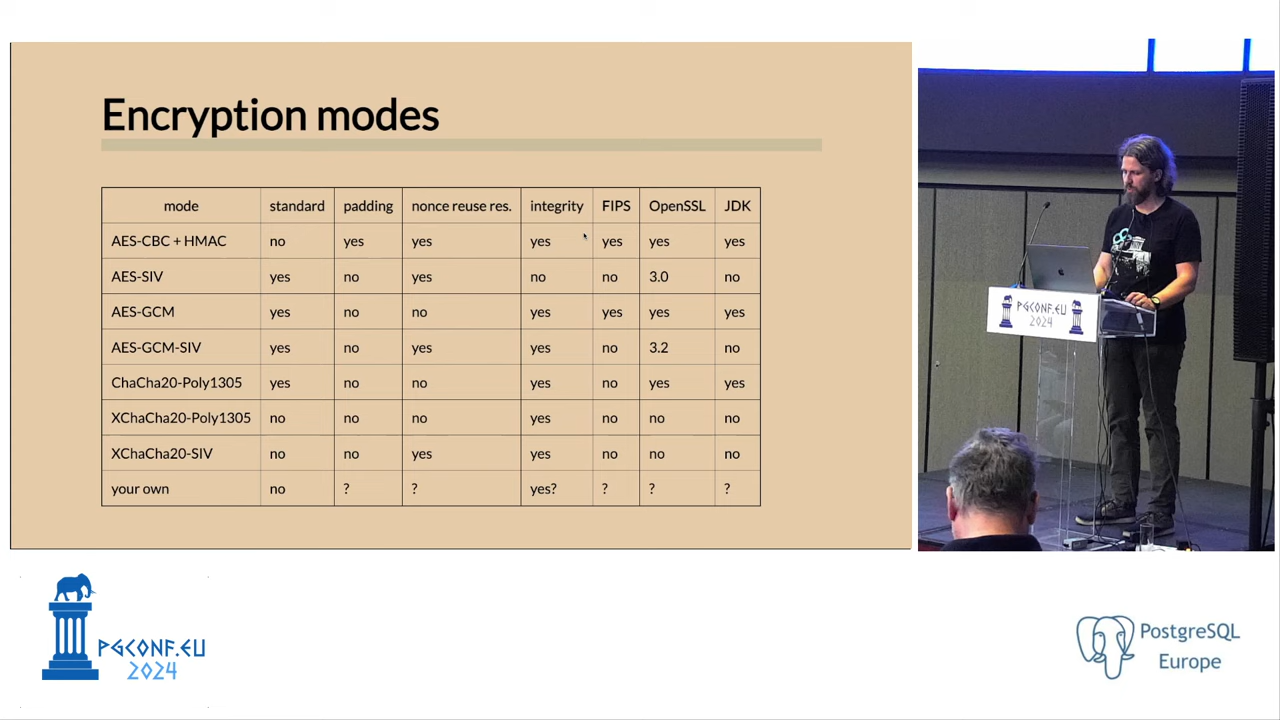 Encryption modes
mode standard padding nonce reuse res. integrity FIPS OpenSSL JDK
AES-CBC + HMAC no yes yes yes yes yes yes
AES-SIV yes no yes no no 3.0 no
AES-GCM yes no no yes yes yes yes
AES-GCM-SIV yes no yes yes no 3.2 no
ChaCha20-Poly1305 yes no no yes no yes yes
XChaCha20-Poly1305 no no no yes no no no
XChaCha20-SIV no no yes yes no no no
your own no ? ? yes? ? ? ?
PGCONF.EU
2024
PGCONF.EU
2024
PostgreSQL
Europe